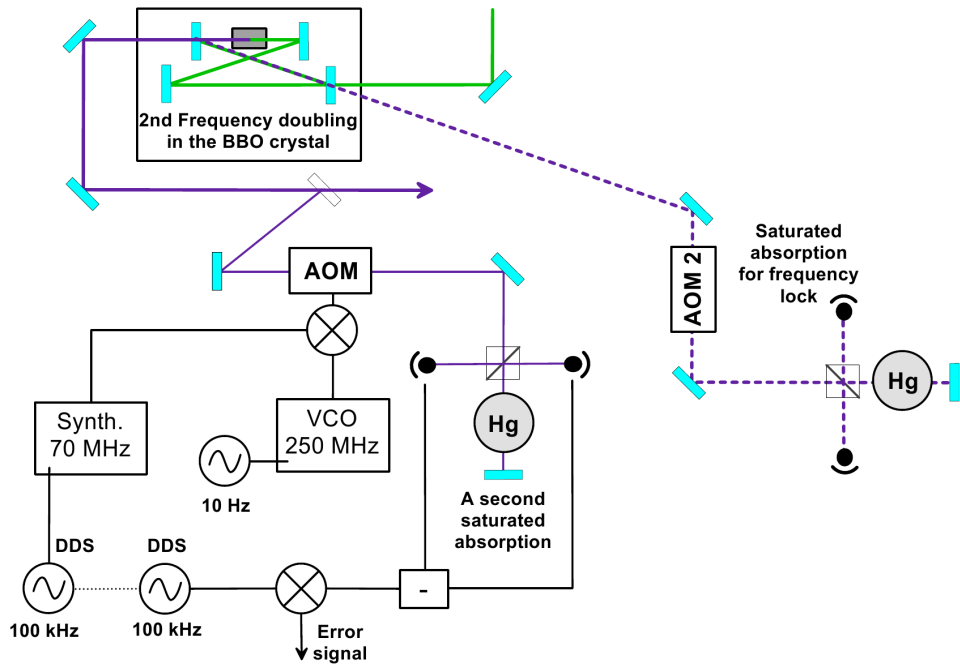 2nd Frequency doubling
in the BBO crystal
Saturated
absorption
for frequency
lock
AOM 2
AOM
Hg
Synth.
70 MHz
VCO
250 MHz
Hg
10 Hz
A second
saturated
absorption
DDS
DDS
-
100 kHz
100 kHz
Error
signal